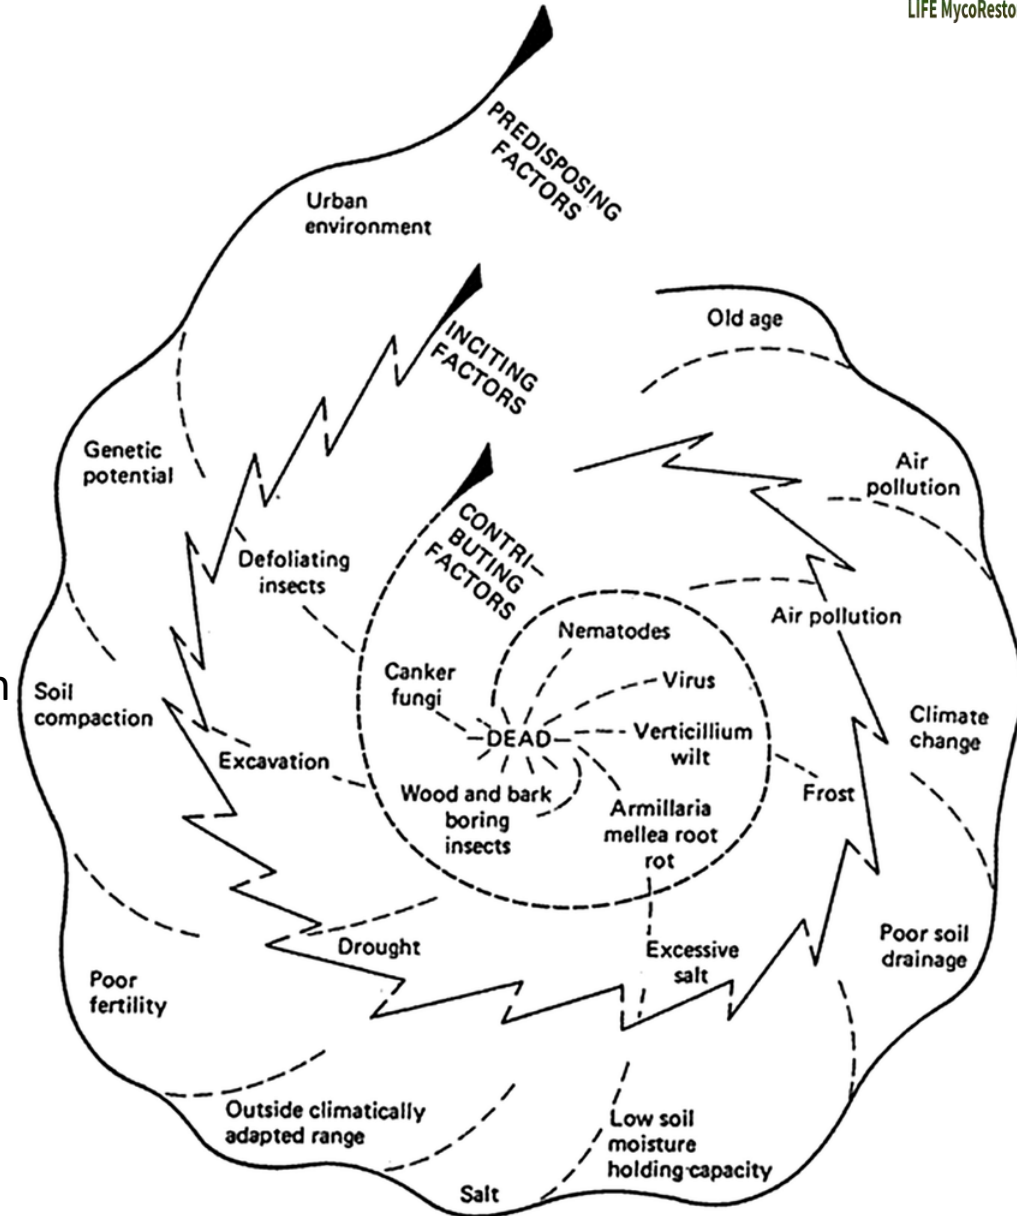 LIFE MycoResto
PREDISPOSING
FACTORS
Urban
environment
INCITING
FACTORS
Old age
Genetic
potential
Air
pollution
CONTRI-
BUTING
FACTORS
Defoliating
insects
Air pollution
Nematodes
Canker
fungi
Virus
n
Soil
compaction
DEAD
Verticillium
wilt
Climate
change
Excavation
Wood and bark
boring
insects
Armillaria
mellea root
rot
Frost
Drought
Excessive
salt
Poor soil
drainage
Poor
fertility
Outside climatically
adapted range
Low soil
moisture
holding capacity
Salt